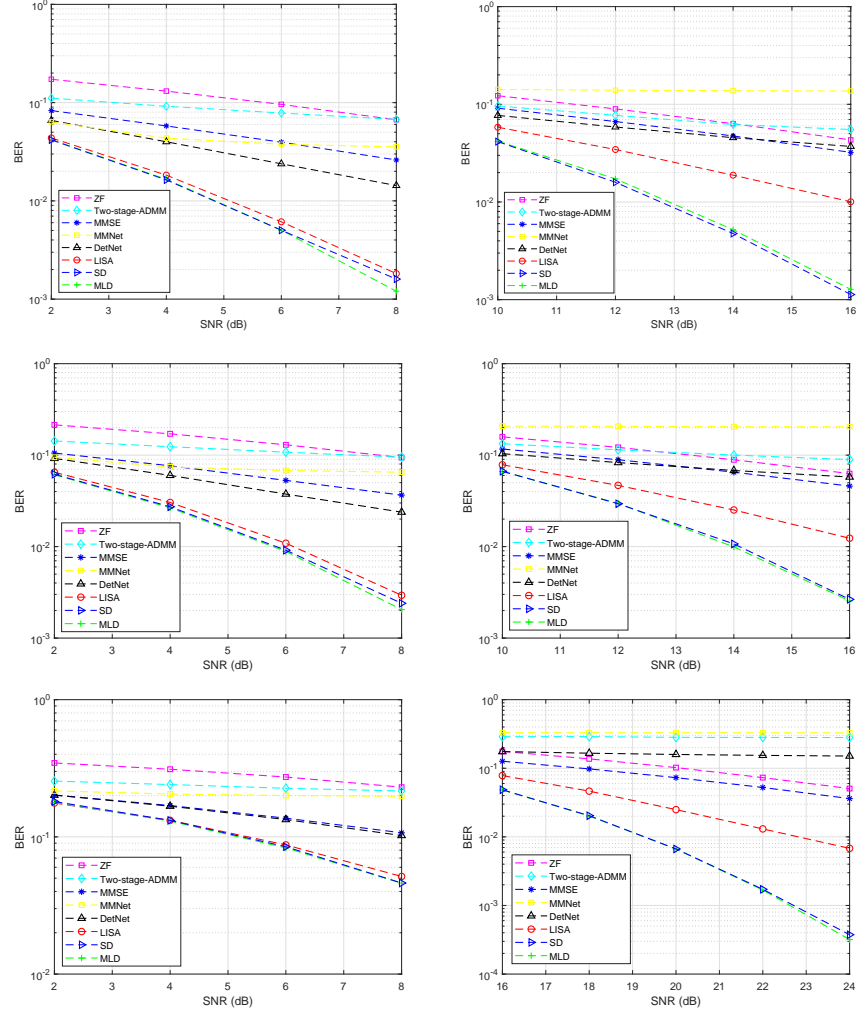 10^0
10^-1
10^-2
10^-3
BER
2 3 4 5 6 7 8
SNR (dB)
ZF
Two-stage-ADMM
MMSE
MMNet
DetNet
LISA
SD
MLD
10^0
10^-1
10^-2
10^-3
BER
10 11 12 13 14 15 16
SNR (dB)
ZF
Two-stage-ADMM
MMSE
MMNet
DetNet
LISA
SD
MLD
10^0
10^-1
10^-2
10^-3
BER
2 3 4 5 6 7 8
SNR (dB)
ZF
Two-stage-ADMM
MMSE
MMNet
DetNet
LISA
SD
MLD
10^0
10^-1
10^-2
10^-3
BER
10 11 12 13 14 15 16
SNR (dB)
ZF
Two-stage-ADMM
MMSE
MMNet
DetNet
LISA
SD
MLD
10^0
10^-1
10^-2
BER
2 3 4 5 6 7 8
SNR (dB)
ZF
Two-stage-ADMM
MMSE
MMNet
DetNet
LISA
SD
MLD
10^0
10^-1
10^-2
10^-3
10^-4
BER
16 17 18 19 20 21 22 23 24
SNR (dB)
ZF
Two-stage-ADMM
MMSE
MMNet
DetNet
LISA
SD
MLD